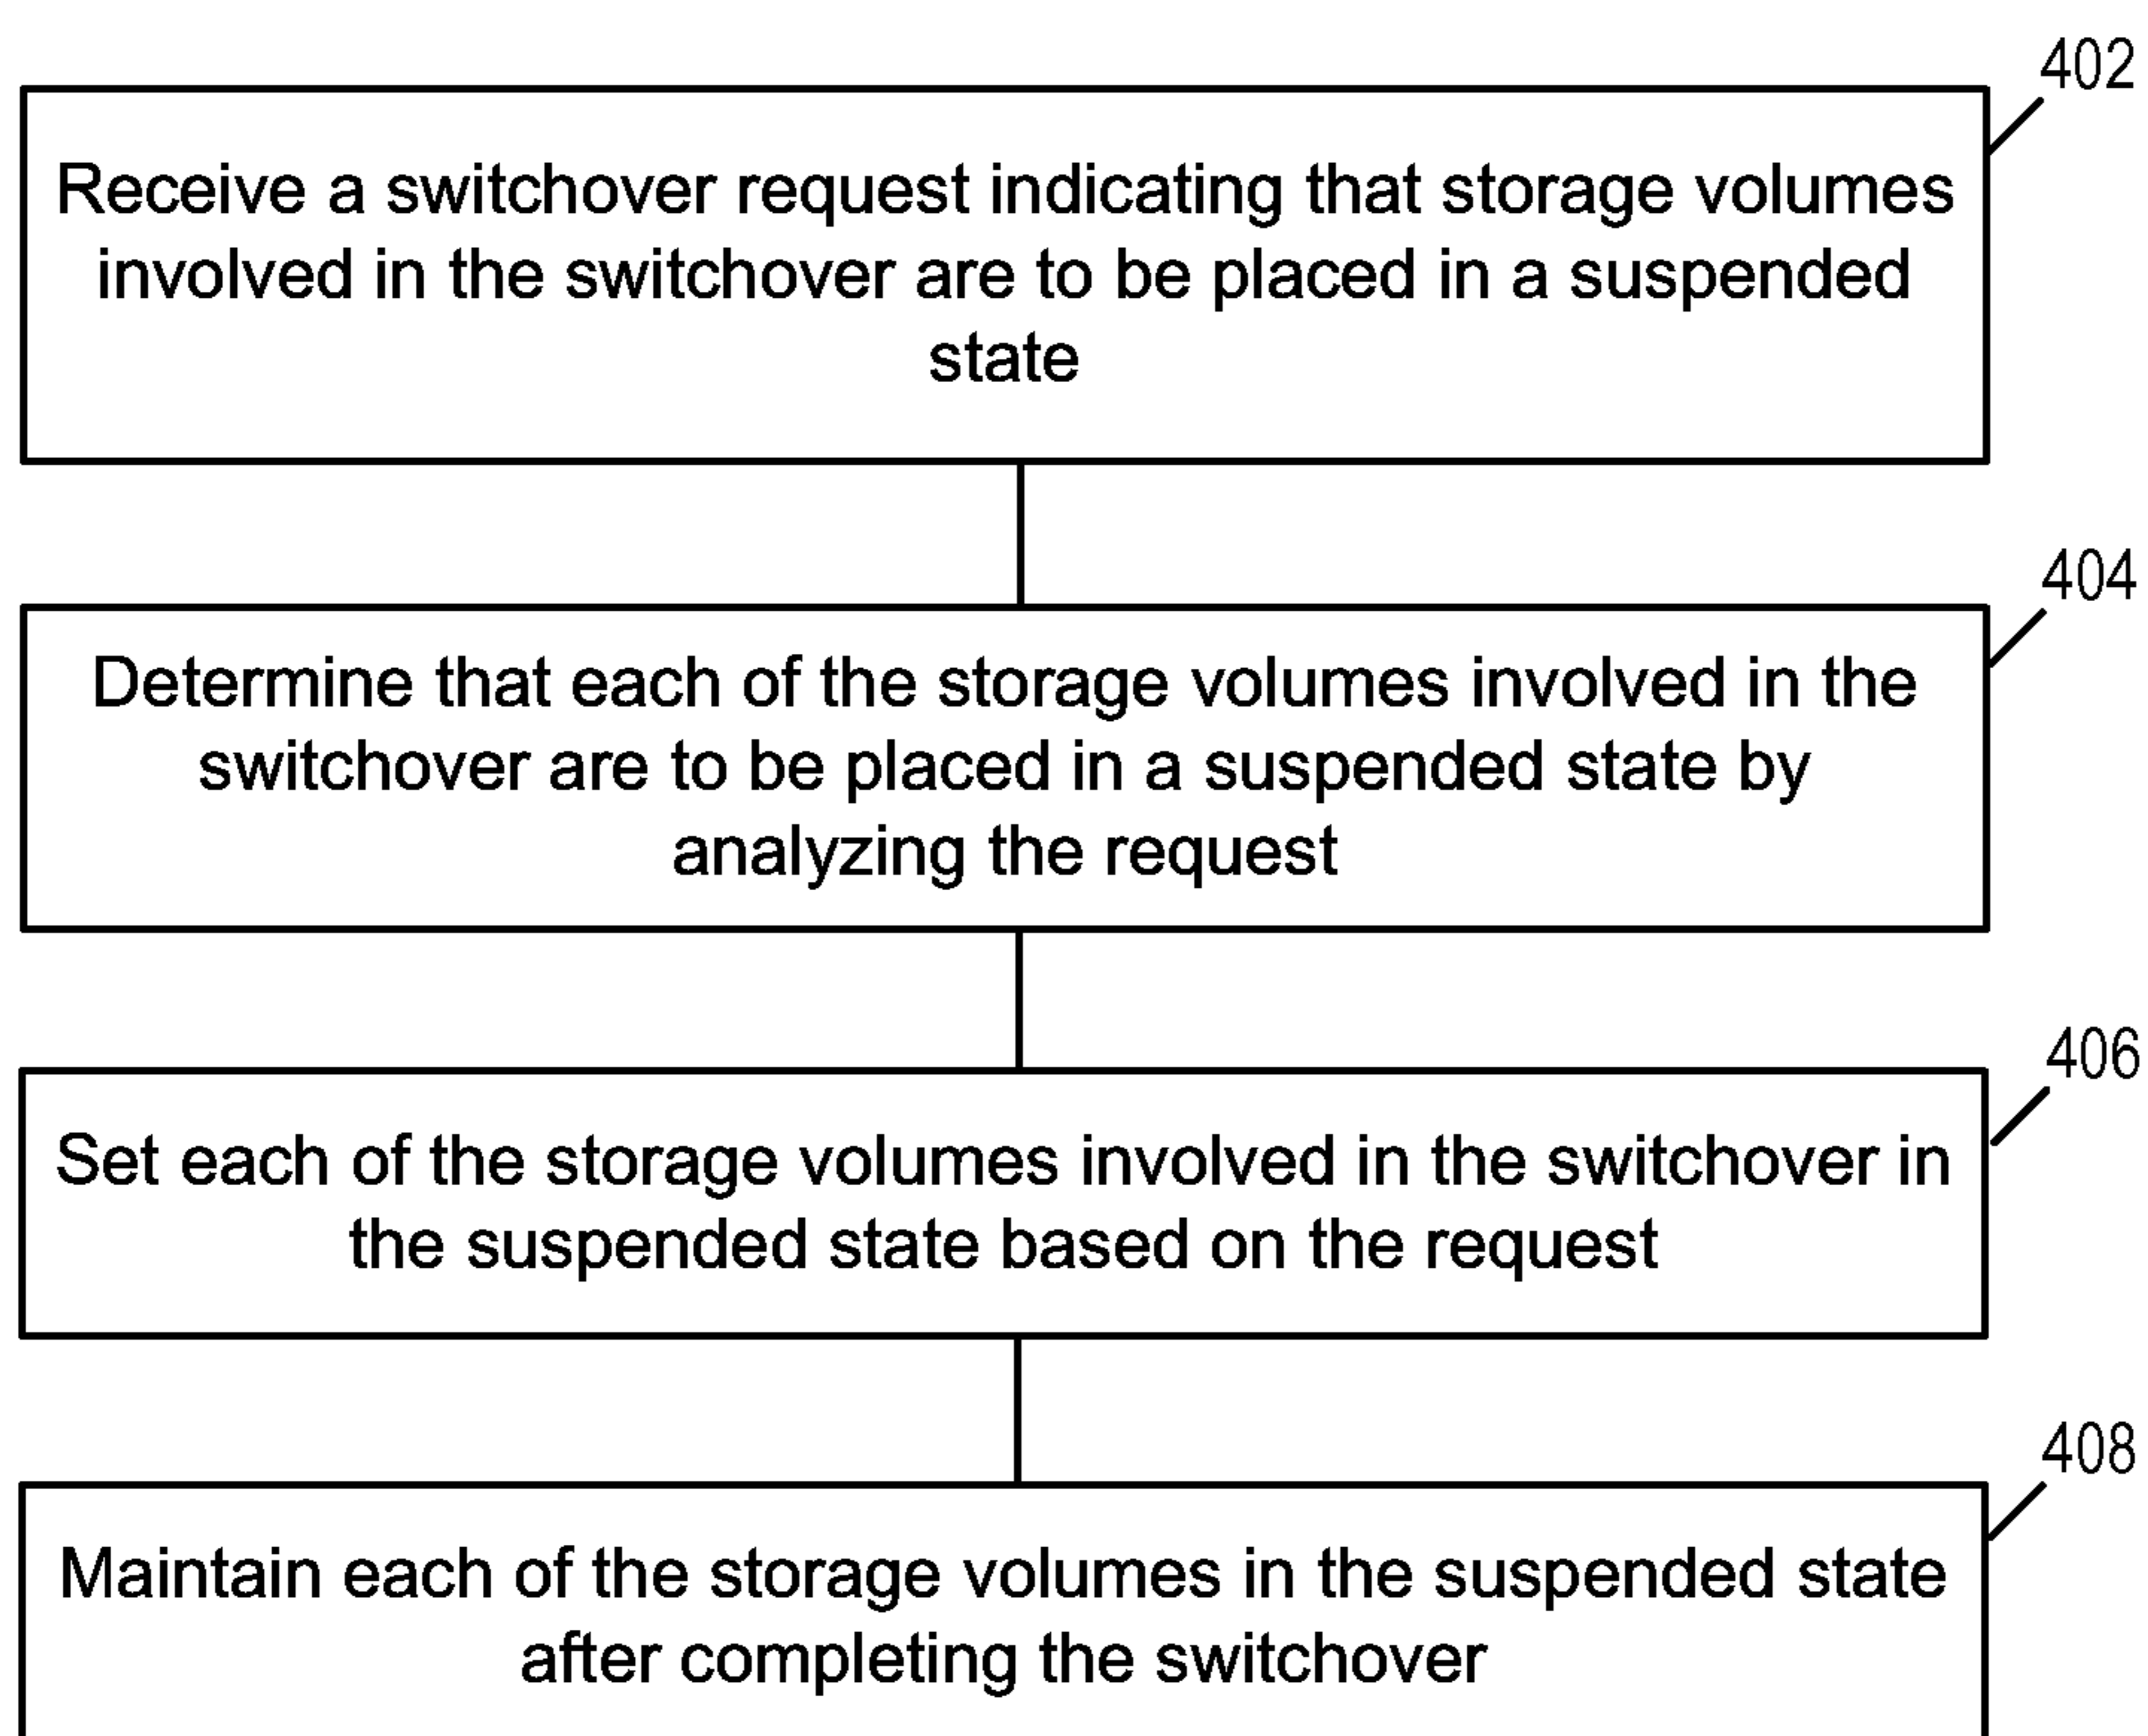 402
Receive a switchover request indicating that storage volumes
involved in the switchover are to be placed in a suspended
state
404
Determine that each of the storage volumes involved in the
switchover are to be placed in a suspended state by
analyzing the request
406
Set each of the storage volumes involved in the switchover in
the suspended state based on the request
408
Maintain each of the storage volumes in the suspended state
after completing the switchover